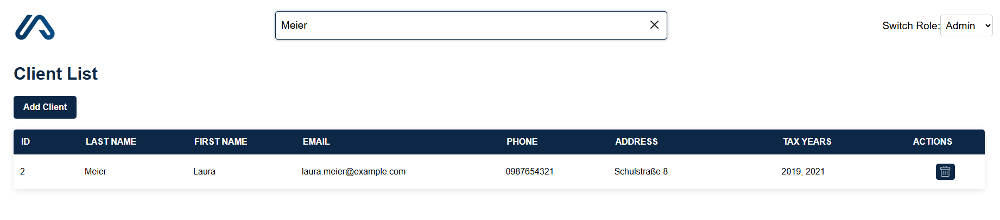 Meier
Switch Role: Admin
Client List
Add Client
ID LAST NAME FIRST NAME EMAIL PHONE ADDRESS TAX YEARS ACTIONS
2 Meier Laura laura.meier@example.com 0987654321 Schulstraße 8 2019, 2021